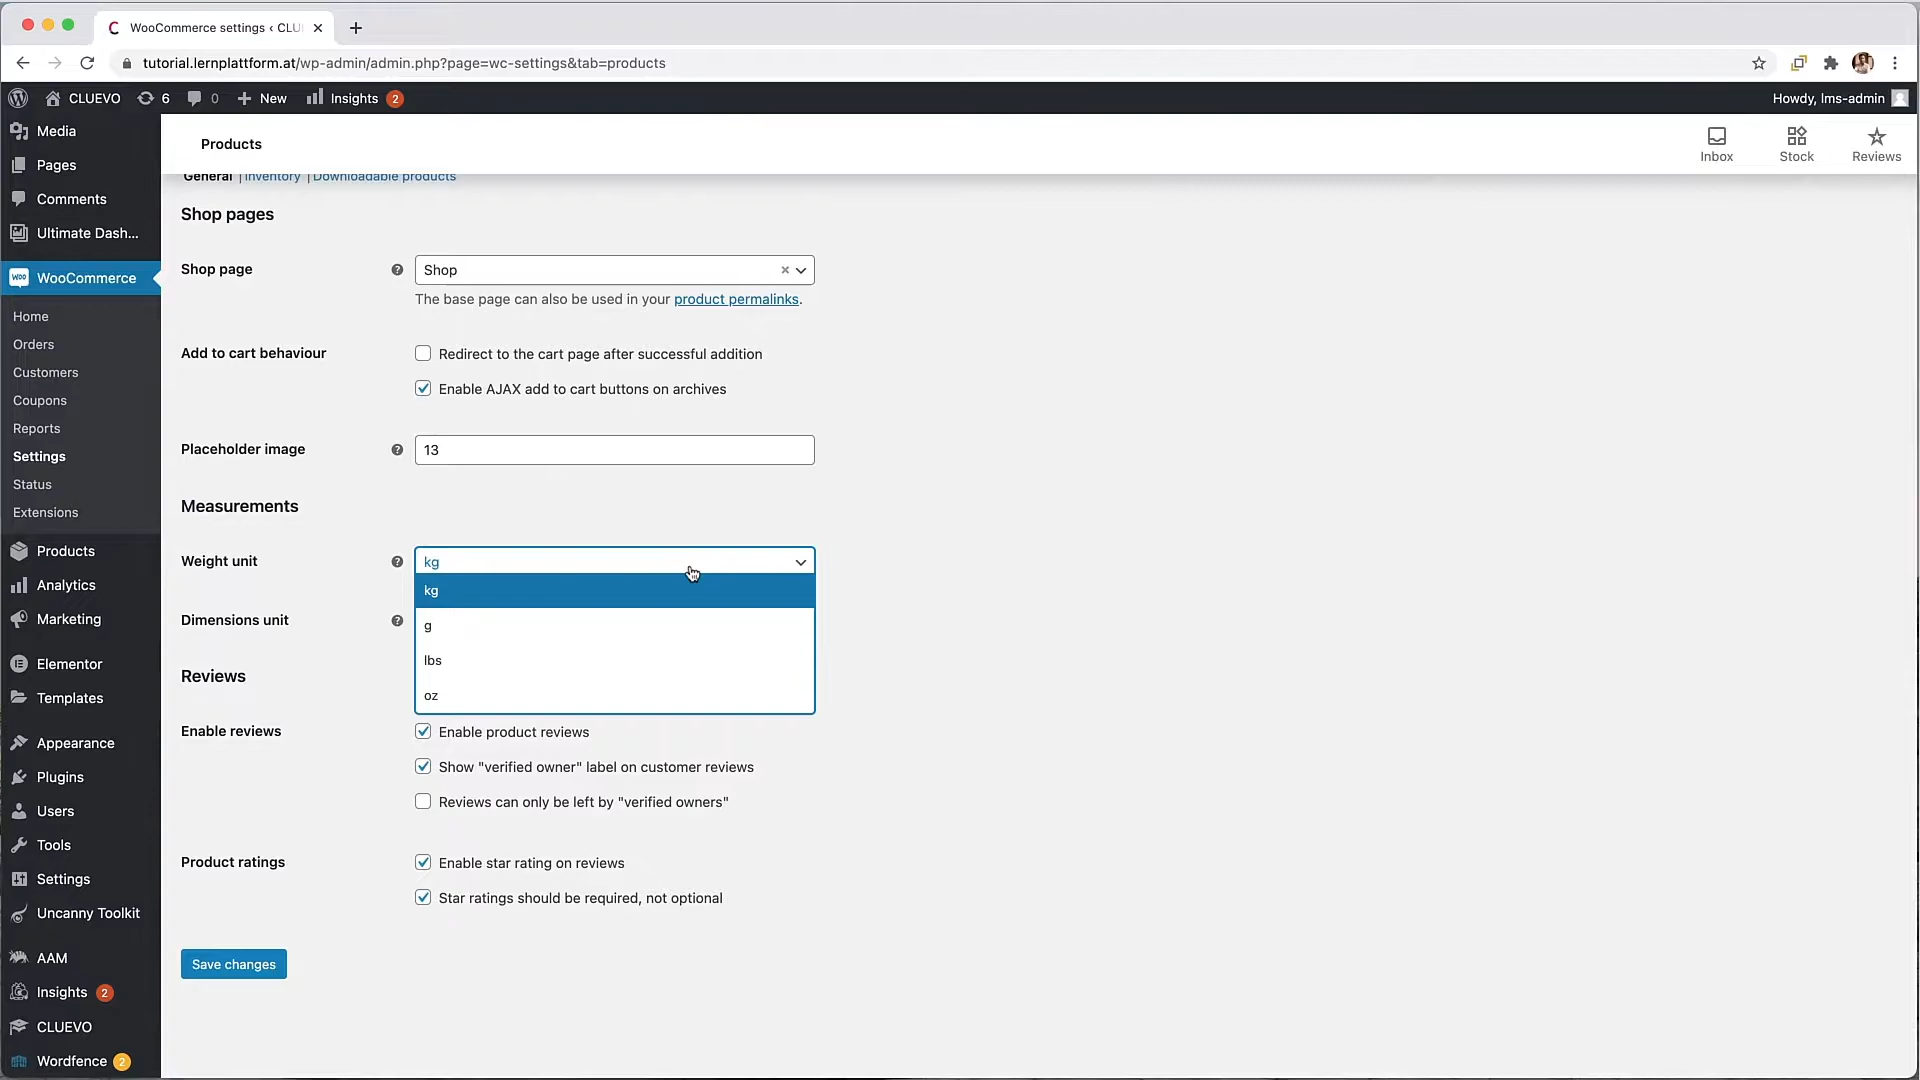 WooCommerce settings ‹ CLU
tutorial.lernplattform.at/wp-admin/admin.php?page=wc-settings&tab=products
CLUEVO 6 0 New Insights 2
Howdy, lms-admin
Media
Pages
Comments
Ultimate Dash...
WooCommerce
Home
Orders
Customers
Coupons
Reports
Settings
Status
Extensions
Products
Analytics
Marketing
Elementor
Templates
Appearance
Plugins
Users
Tools
Settings
Uncanny Toolkit
AAM
Insights 2
CLUEVO
Wordfence 2
Products
Inbox
Stock
Reviews
General | Inventory | Downloadable products
Shop pages
Shop page
Shop
The base page can also be used in your product permalinks.
Add to cart behaviour
Redirect to the cart page after successful addition
Enable AJAX add to cart buttons on archives
Placeholder image
13
Measurements
Weight unit
kg
kg
g
lbs
oz
Dimensions unit
Reviews
Enable reviews
Enable product reviews
Show "verified owner" label on customer reviews
Reviews can only be left by "verified owners"
Product ratings
Enable star rating on reviews
Star ratings should be required, not optional
Save changes